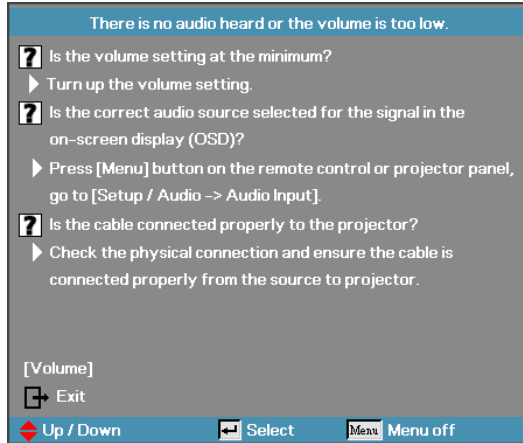 There is no audio heard or the volume is too low.
? Is the volume setting at the minimum?
Turn up the volume setting.
? Is the correct audio source selected for the signal in the
on-screen display (OSD)?
Press [Menu] button on the remote control or projector panel,
go to [Setup / Audio -> Audio Input].
? Is the cable connected properly to the projector?
Check the physical connection and ensure the cable is
connected properly from the source to projector.
[Volume]
Exit
Up / Down Select Menu Menu off